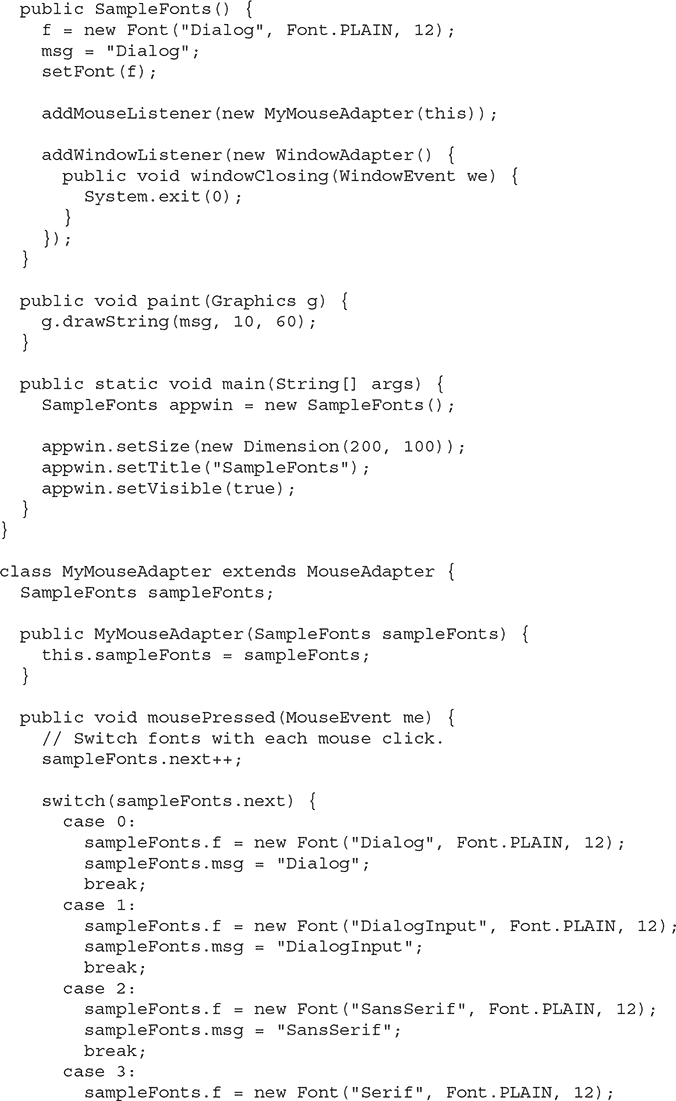 public SampleFonts() {
    f = new Font("Dialog", Font.PLAIN, 12);
    msg = "Dialog";
    setFont(f);

    addMouseListener(new MyMouseAdapter(this));

    addWindowListener(new WindowAdapter() {
      public void windowClosing(WindowEvent we) {
        System.exit(0);
      }
    });
  }

  public void paint(Graphics g) {
    g.drawString(msg, 10, 60);
  }

  public static void main(String[] args) {
    SampleFonts appwin = new SampleFonts();

    appwin.setSize(new Dimension(200, 100));
    appwin.setTitle("SampleFonts");
    appwin.setVisible(true);
  }
}

class MyMouseAdapter extends MouseAdapter {
  SampleFonts sampleFonts;

  public MyMouseAdapter(SampleFonts sampleFonts) {
    this.sampleFonts = sampleFonts;
  }

  public void mousePressed(MouseEvent me) {
    // Switch fonts with each mouse click.
    sampleFonts.next++;

    switch(sampleFonts.next) {
      case 0:
        sampleFonts.f = new Font("Dialog", Font.PLAIN, 12);
        sampleFonts.msg = "Dialog";
        break;
      case 1:
        sampleFonts.f = new Font("DialogInput", Font.PLAIN, 12);
        sampleFonts.msg = "DialogInput";
        break;
      case 2:
        sampleFonts.f = new Font("SansSerif", Font.PLAIN, 12);
        sampleFonts.msg = "SansSerif";
        break;
      case 3:
        sampleFonts.f = new Font("Serif", Font.PLAIN, 12);